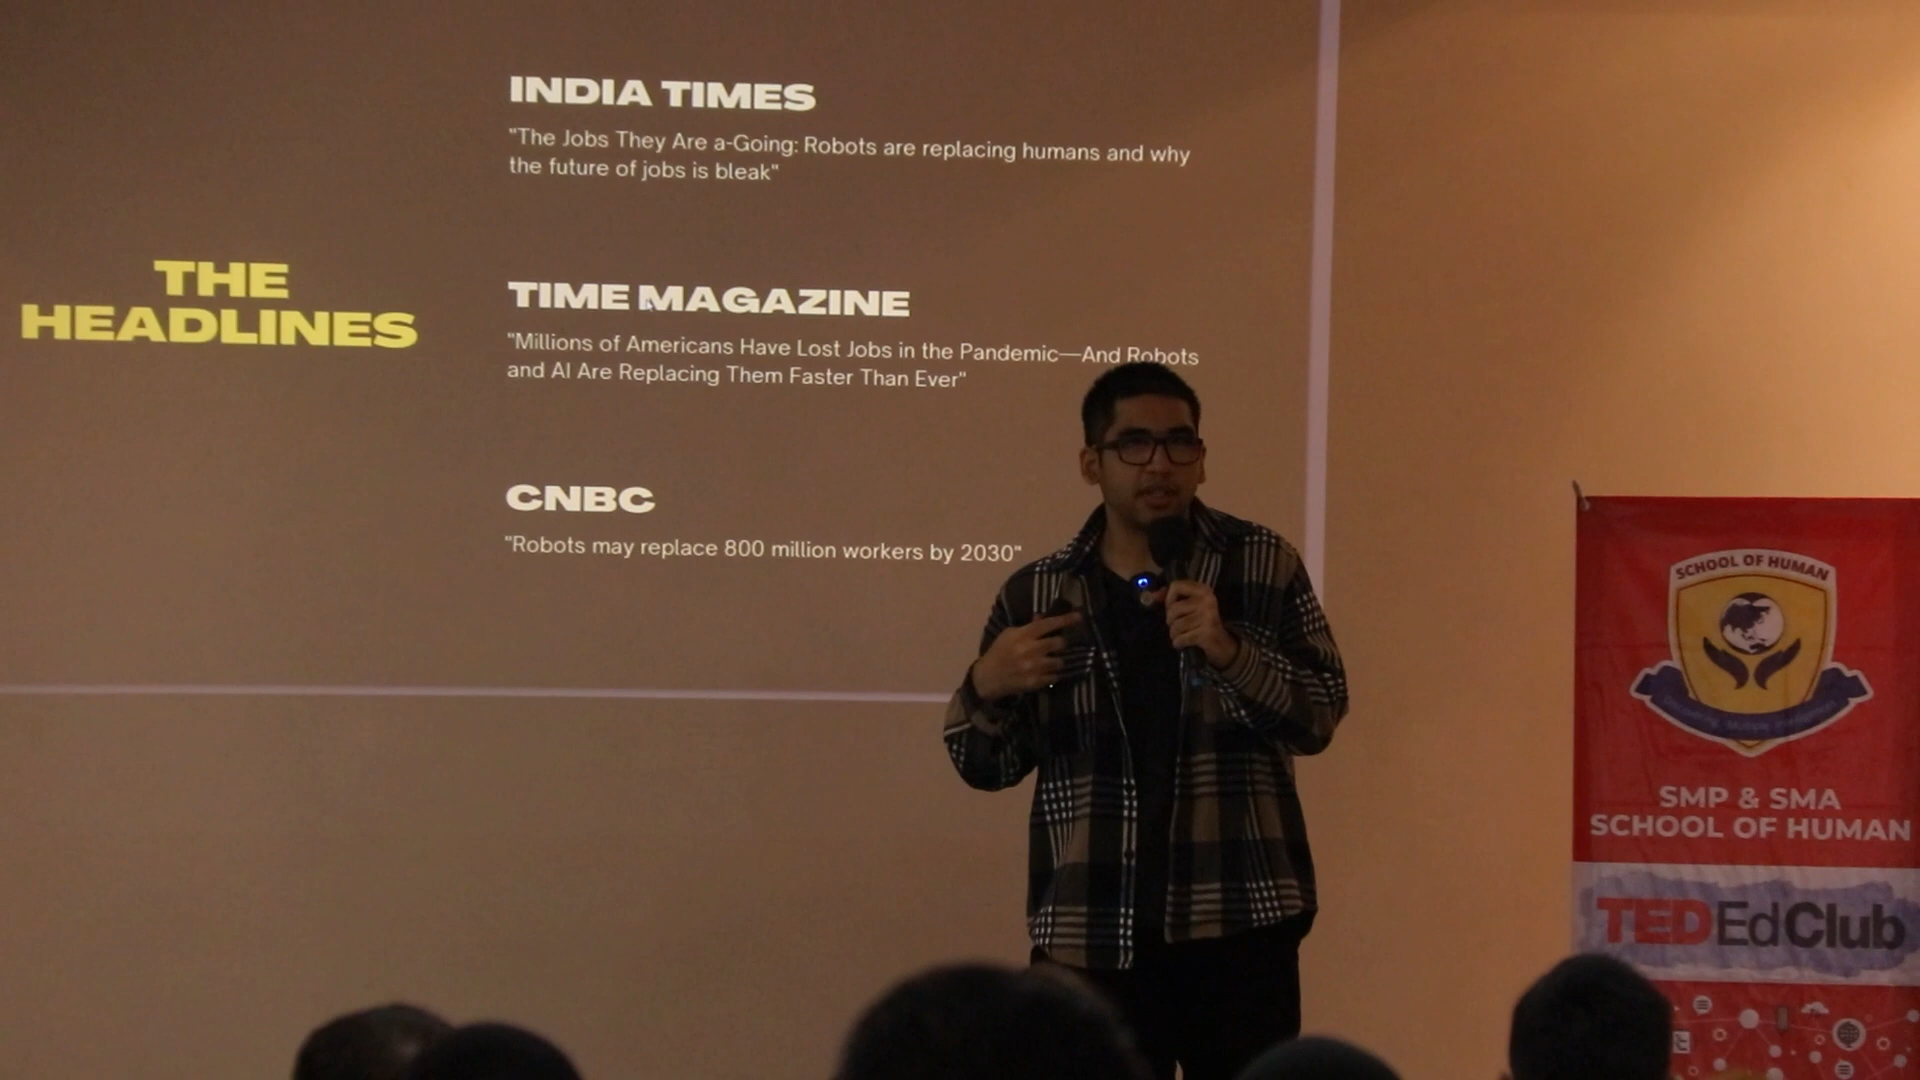 THE
HEADLINES
INDIA TIMES
"The Jobs They Are a-Going: Robots are replacing humans and why
the future of jobs is bleak"
TIME MAGAZINE
"Millions of Americans Have Lost Jobs in the Pandemic—And Robots
and AI Are Replacing Them Faster Than Ever"
CNBC
"Robots may replace 800 million workers by 2030"
SCHOOL OF HUMAN
SMP & SMA
SCHOOL OF HUMAN
TEDEdClub